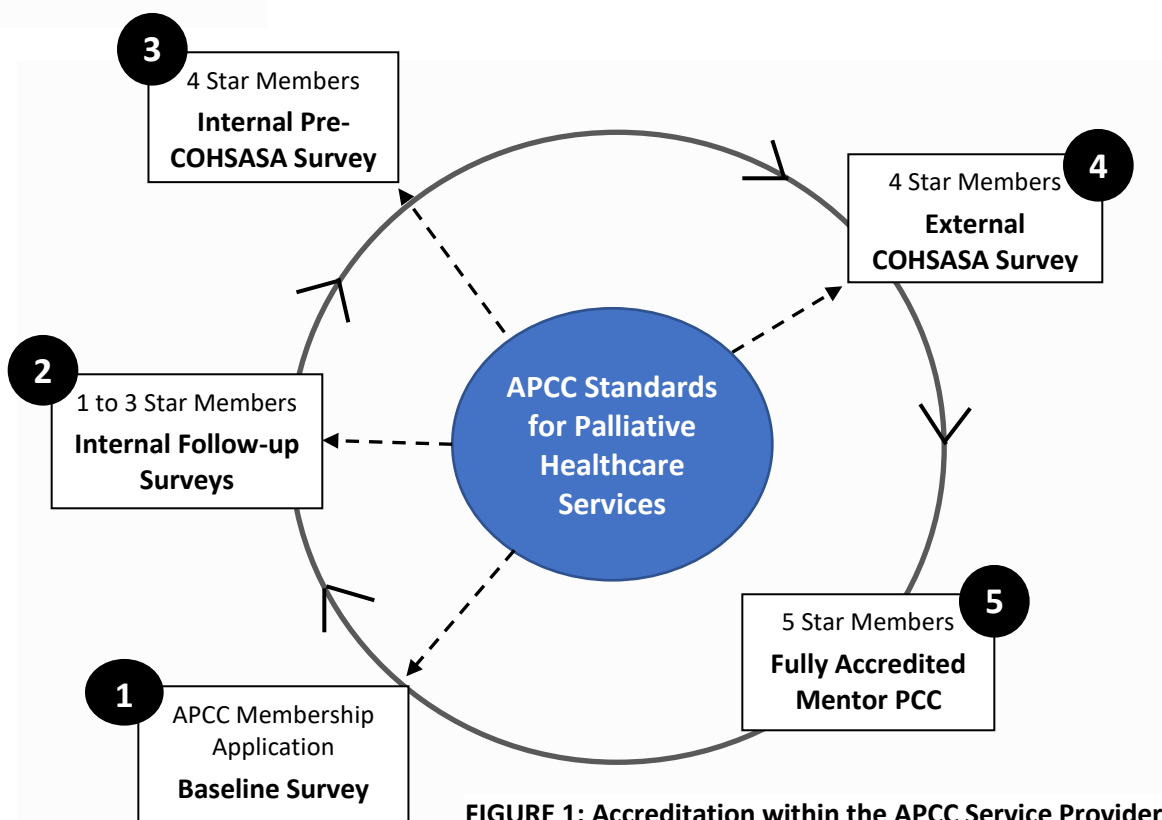 3
4 Star Members
Internal Pre-
COHSASA Survey
4
4 Star Members
External
COHSASA Survey
2
1 to 3 Star Members
Internal Follow-up
Surveys
APCC Standards
for Palliative
Healthcare
Services
5
5 Star Members
Fully Accredited
Mentor PCC
1
APCC Membership
Application
Baseline Survey
FIGURE 1: Accreditation within the APCC Service Provider